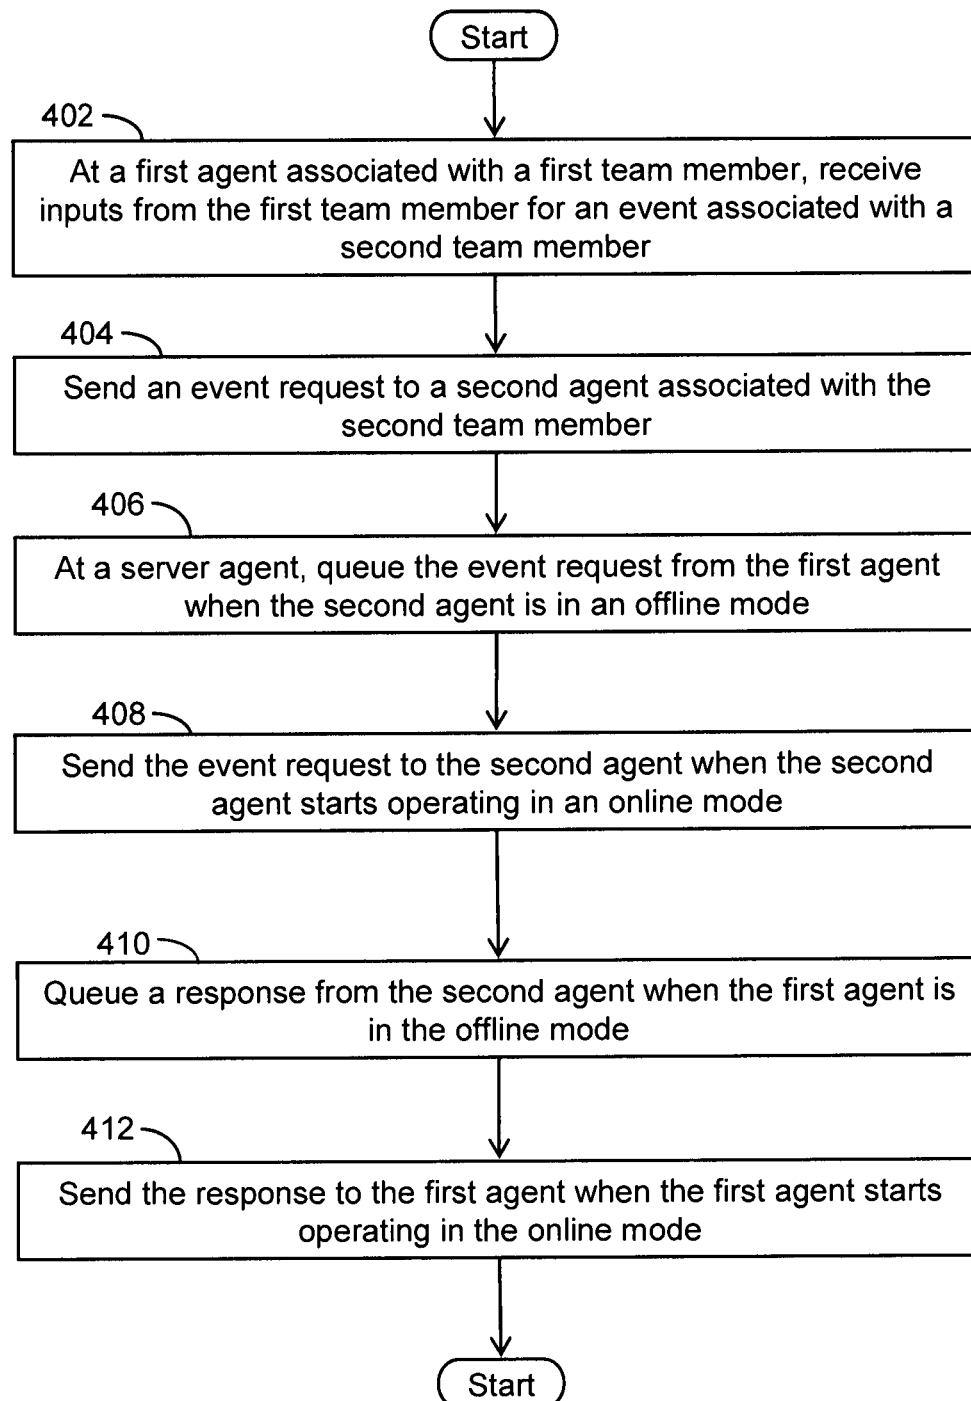 Start
402
At a first agent associated with a first team member, receive
inputs from the first team member for an event associated with a
second team member
404
Send an event request to a second agent associated with the
second team member
406
At a server agent, queue the event request from the first agent
when the second agent is in an offline mode
408
Send the event request to the second agent when the second
agent starts operating in an online mode
410
Queue a response from the second agent when the first agent is
in the offline mode
412
Send the response to the first agent when the first agent starts
operating in the online mode
Start